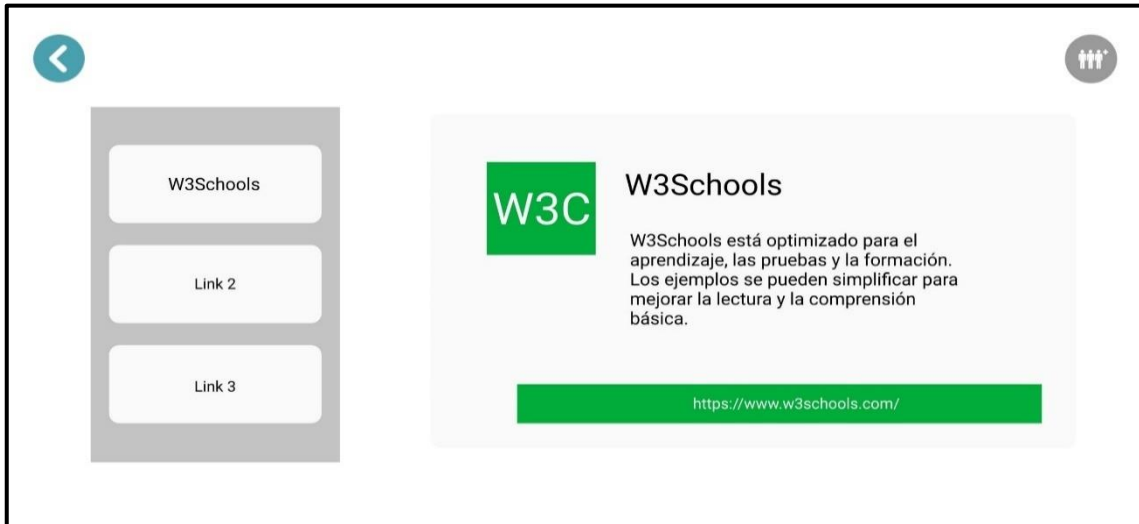 W3Schools
Link 2
Link 3
W3C
W3Schools
W3Schools está optimizado para el
aprendizaje, las pruebas y la formación.
Los ejemplos se pueden simplificar para
mejorar la lectura y la comprensión
básica.
https://www.w3schools.com/